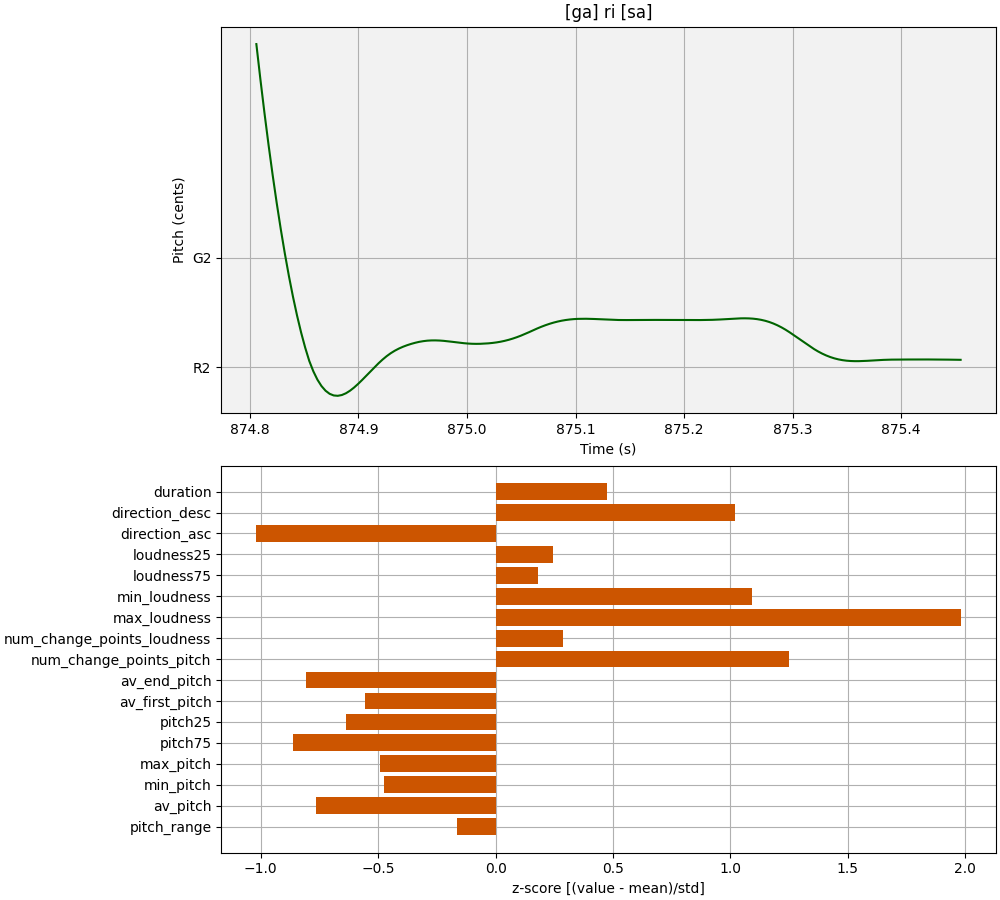 [ga] ri [sa]
Pitch (cents)
G2
R2
874.8 874.9 875.0 875.1 875.2 875.3 875.4
Time (s)
duration
direction_desc
direction_asc
loudness25
loudness75
min_loudness
max_loudness
num_change_points_loudness
num_change_points_pitch
av_end_pitch
av_first_pitch
pitch25
pitch75
max_pitch
min_pitch
av_pitch
pitch_range
−1.0 −0.5 0.0 0.5 1.0 1.5 2.0
z-score [(value - mean)/std]